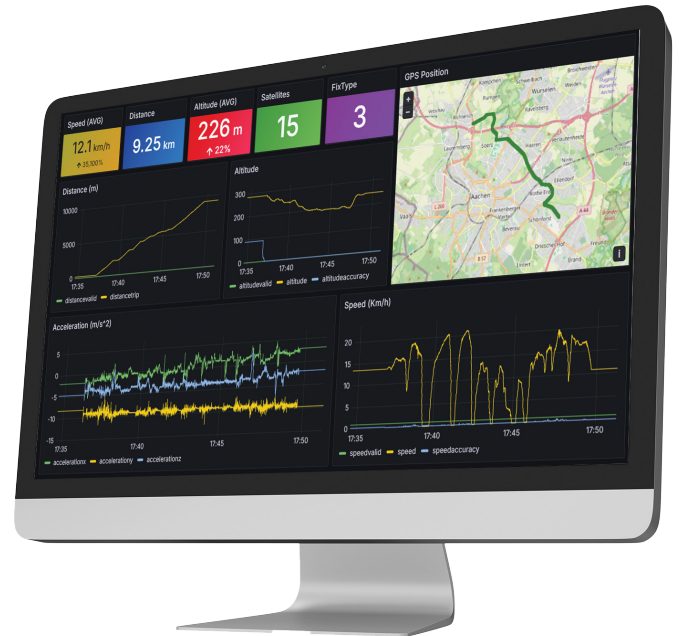 Speed (AVG)
12.1 km/h
35,100%
Distance
9.25 km
Altitude (AVG)
226 m
22%
Satellites
15
FixType
3
GPS Position
+
−
Würselen
Haaren
Aachen
Eilendorf
Brand
A 44
i
Distance (m)
10000
5000
0
17:35 17:40 17:45 17:50
distancevalid distancetrip
Altitude
300
200
100
0
17:35 17:40 17:45 17:50
altitudevalid altitude altitudeaccuracy
Acceleration (m/s^2)
5
0
-5
-10
-15
17:35 17:40 17:45 17:50
accelerationx accelerationy accelerationz
Speed (Km/h)
20
15
10
5
0
17:35 17:40 17:45 17:50
speedvalid speed speedaccuracy